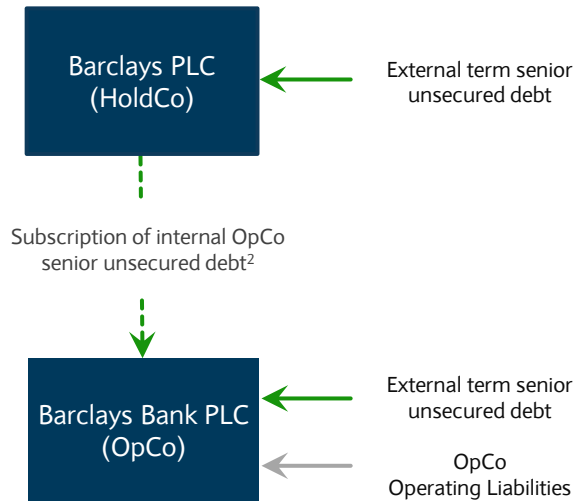 Barclays PLC
(HoldCo)
External term senior
unsecured debt
Subscription of internal OpCo
senior unsecured debt²
Barclays Bank PLC
(OpCo)
External term senior
unsecured debt
OpCo
Operating Liabilities